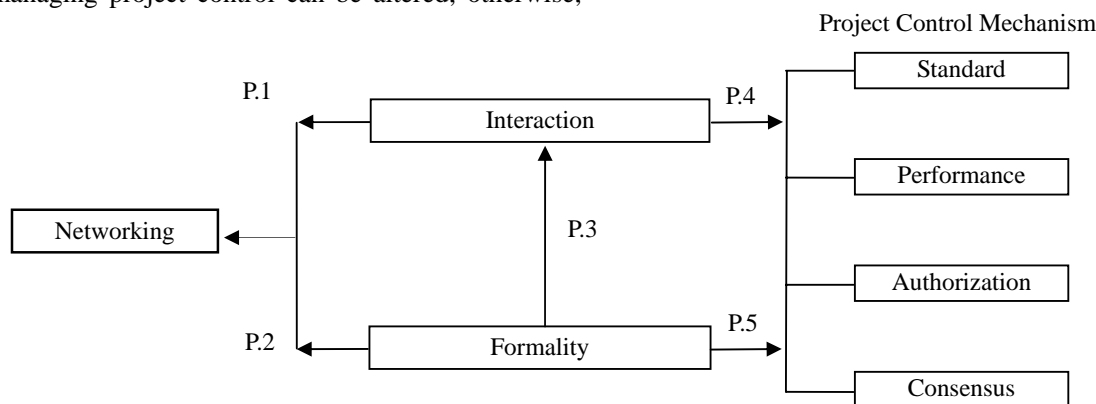 managing project control can be altered; otherwise,
Project Control Mechanism
Standard
P.1
P.4
Interaction
Performance
Networking
P.3
Authorization
P.2
P.5
Formality
Consensus